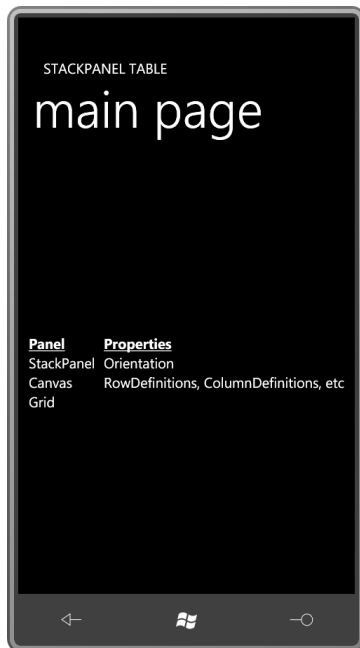 STACKPANEL TABLE
main page
Panel Properties
StackPanel Orientation
Canvas RowDefinitions, ColumnDefinitions, etc
Grid